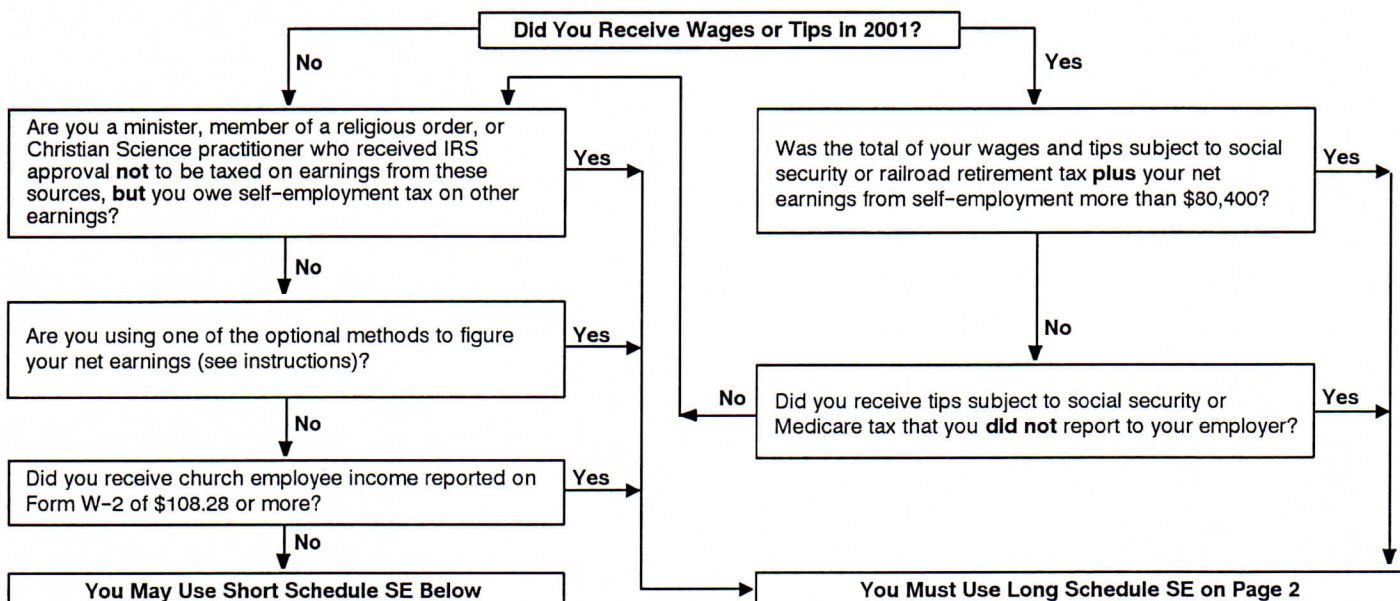 Did You Receive Wages or Tips in 2001?
No
Yes
Are you a minister, member of a religious order, or
Christian Science practitioner who received IRS
approval not to be taxed on earnings from these
sources, but you owe self-employment tax on other
earnings?
Yes
Was the total of your wages and tips subject to social
security or railroad retirement tax plus your net
earnings from self-employment more than $80,400?
Yes
No
Are you using one of the optional methods to figure
your net earnings (see instructions)?
Yes
No
No
Did you receive tips subject to social security or
Medicare tax that you did not report to your employer?
Yes
No
Did you receive church employee income reported on
Form W-2 of $108.28 or more?
Yes
No
You May Use Short Schedule SE Below
You Must Use Long Schedule SE on Page 2